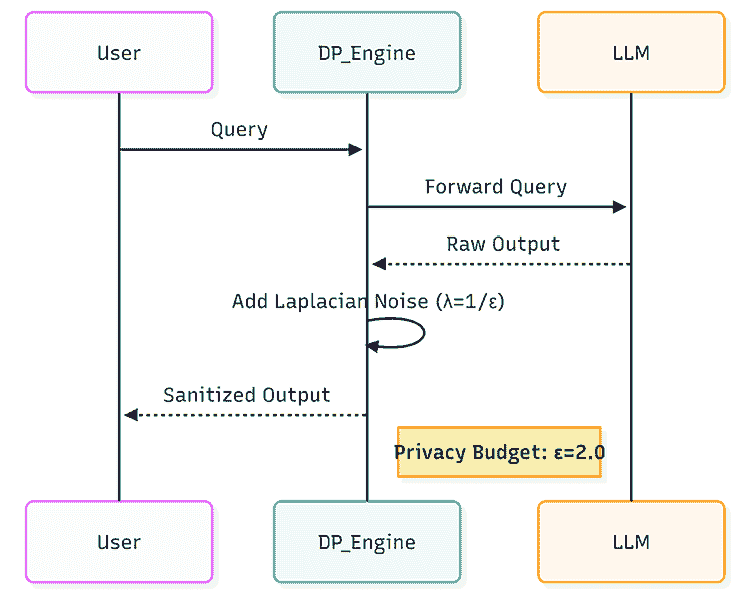 User
DP_Engine
LLM
Query
Forward Query
Raw Output
Add Laplacian Noise (λ=1/ε)
Sanitized Output
Privacy Budget: ε=2.0
User
DP_Engine
LLM